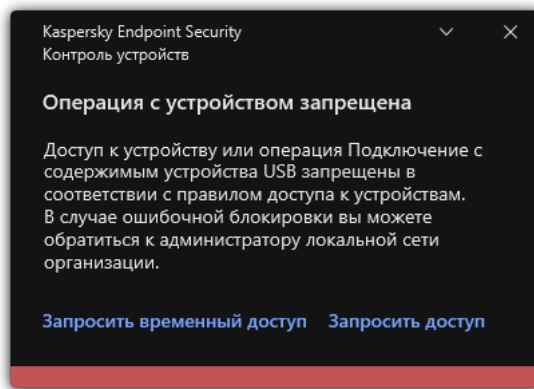 Kaspersky Endpoint Security
Контроль устройств
Операция с устройством запрещена
Доступ к устройству или операция Подключение с
содержимым устройства USB запрещены в
соответствии с правилом доступа к устройствам.
В случае ошибочной блокировки вы можете
обратиться к администратору локальной сети
организации.
Запросить временный доступ Запросить доступ